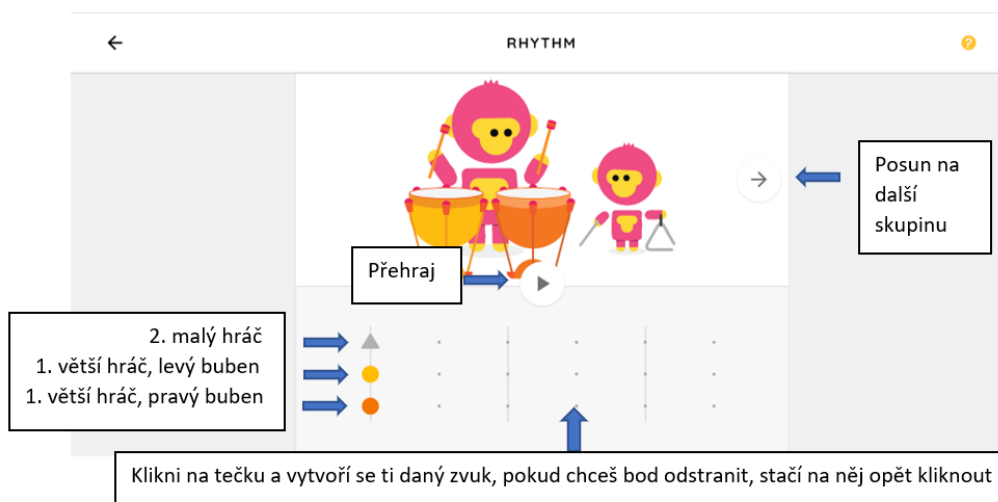 RHYTHM
?
Posun na
další
skupinu
Přehraj
2. malý hráč
1. větší hráč, levý buben
1. větší hráč, pravý buben
Klikni na tečku a vytvoří se ti daný zvuk, pokud chceš bod odstranit, stačí na něj opět kliknout